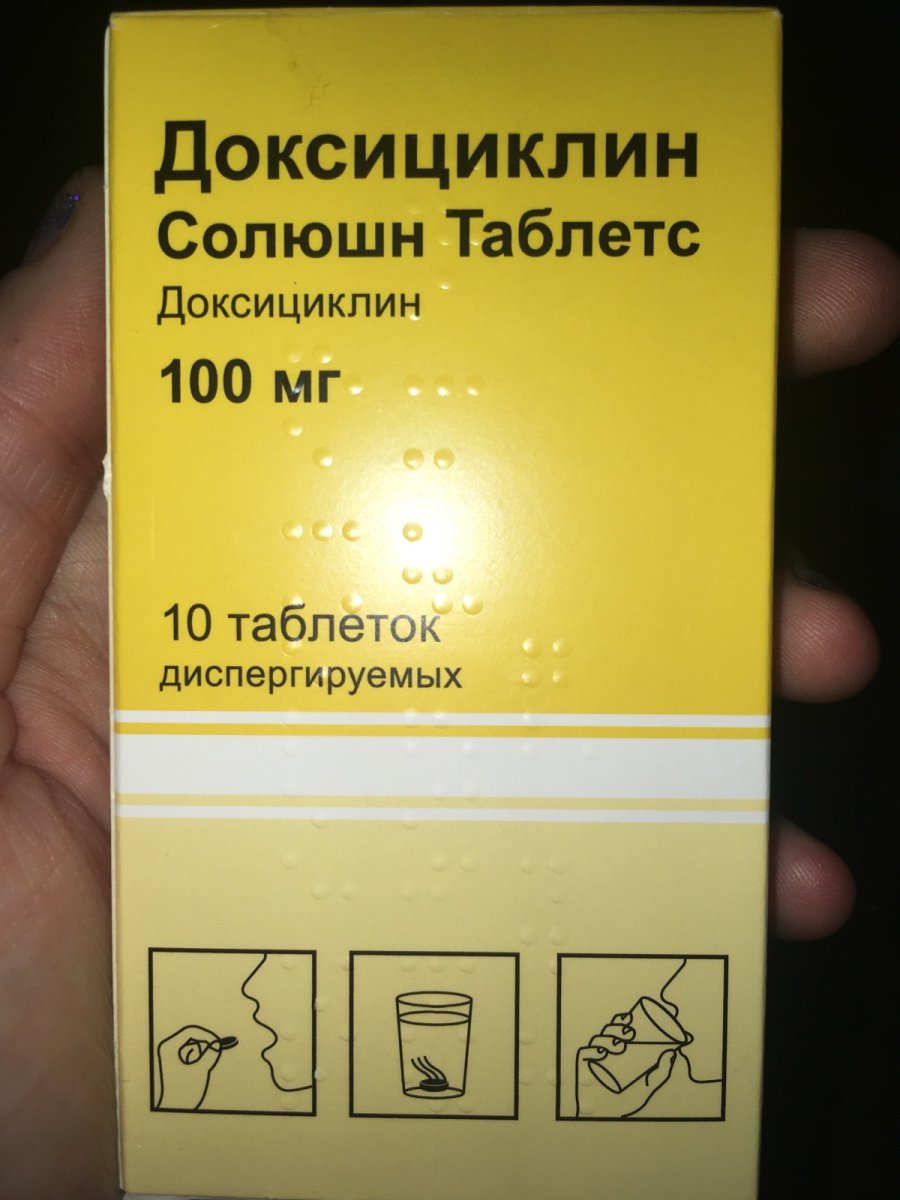 Доксициклин
Солюшн Таблетс
Доксициклин
100 мг
10 таблеток
диспергируемых